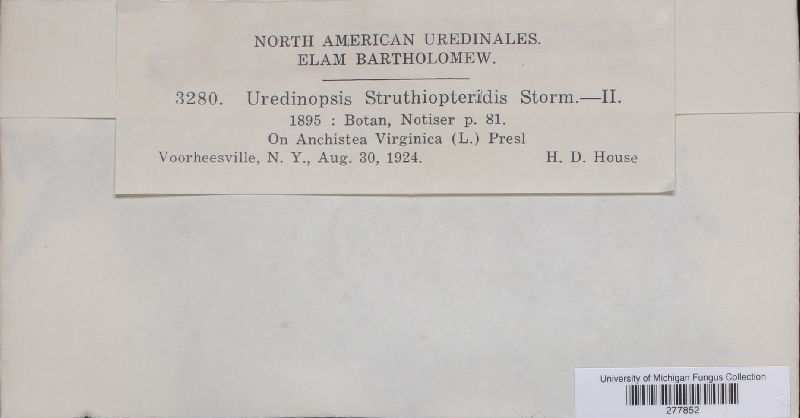 NORTH AMERICAN UREDINALES.
ELAM BARTHOLOMEW.
3280. Uredinopsis Struthiopteridis Storm.—II.
1895 : Botan, Notiser p. 81.
On Anchistea Virginica (L.) Presl
Voorheesville, N. Y., Aug. 30, 1924. H. D. House
University of Michigan Fungus Collection
277852